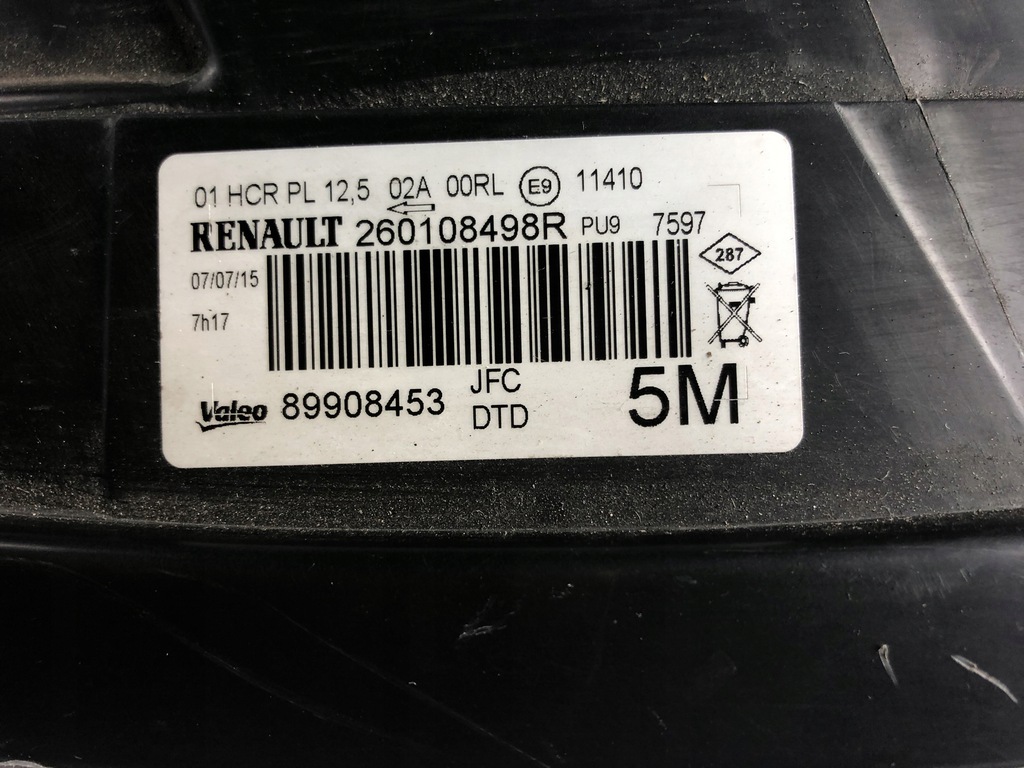 01 HCR PL 12,5 02A 00RL E9 11410
RENAULT 260108498R PU9 7597
287
07/07/15
7h17
JFC
Valeo 89908453
DTD
5M